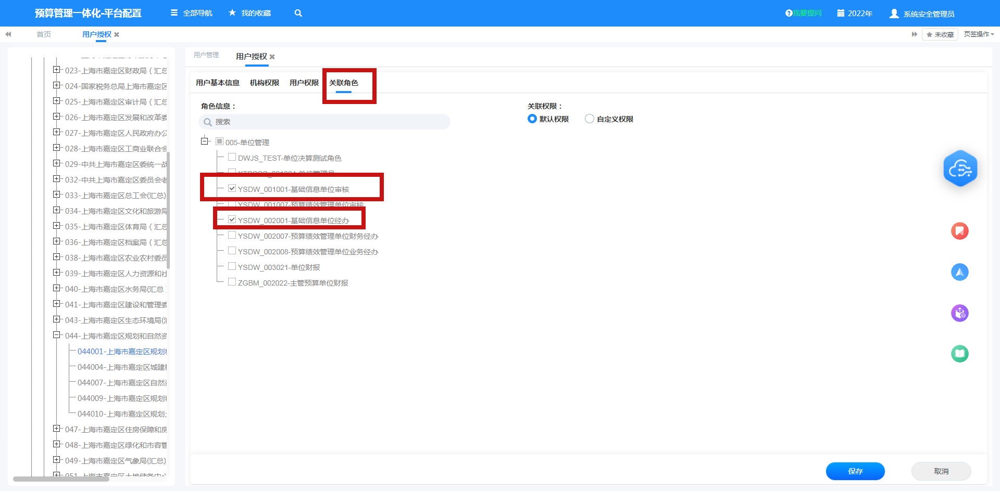 预算管理一体化-平台配置
全部导航
我的收藏
我要提问
2022年
系统安全管理员
首页
用户授权
未收藏
页签操作
023-上海市嘉定区财政局（汇总
024-国家税务总局上海市嘉定区
025-上海市嘉定区审计局（汇总
026-上海市嘉定区发展和改革委
027-上海市嘉定区人民政府办公
028-上海市嘉定区工商业联合会
029-中共上海市嘉定区委统一战
032-中共上海市嘉定区委员会老
033-上海市嘉定区总工会(汇总)
034-上海市嘉定区文化和旅游局
035-上海市嘉定区体育局（汇总
036-上海市嘉定区档案局（汇总
038-上海市嘉定区农业农村委员
039-上海市嘉定区人力资源和社
040-上海市嘉定区水务局(汇总
041-上海市嘉定区建设和管理委
043-上海市嘉定区生态环境局(汇
044-上海市嘉定区规划和自然资
044001-上海市嘉定区规划和
044004-上海市嘉定区城建档
044007-上海市嘉定区自然资
044009-上海市嘉定区规划和
044010-上海市嘉定区规划土
047-上海市嘉定区住房保障和房
048-上海市嘉定区绿化和市容管
049-上海市嘉定区气象局(汇总)
051-上海市嘉定区土地储备中心
用户管理
用户授权
用户基本信息
机构权限
用户权限
关联角色
角色信息：
搜索
005-单位管理
DWJS_TEST-单位决算测试角色
YSDW_001001-基础信息单位审核
YSDW_001007-预算绩效管理单位审核
YSDW_002001-基础信息单位经办
YSDW_002007-预算绩效管理单位财务经办
YSDW_002008-预算绩效管理单位业务经办
YSDW_003021-单位财报
ZGBM_002022-主管预算单位财报
关联权限：
默认权限
自定义权限
保存
取消